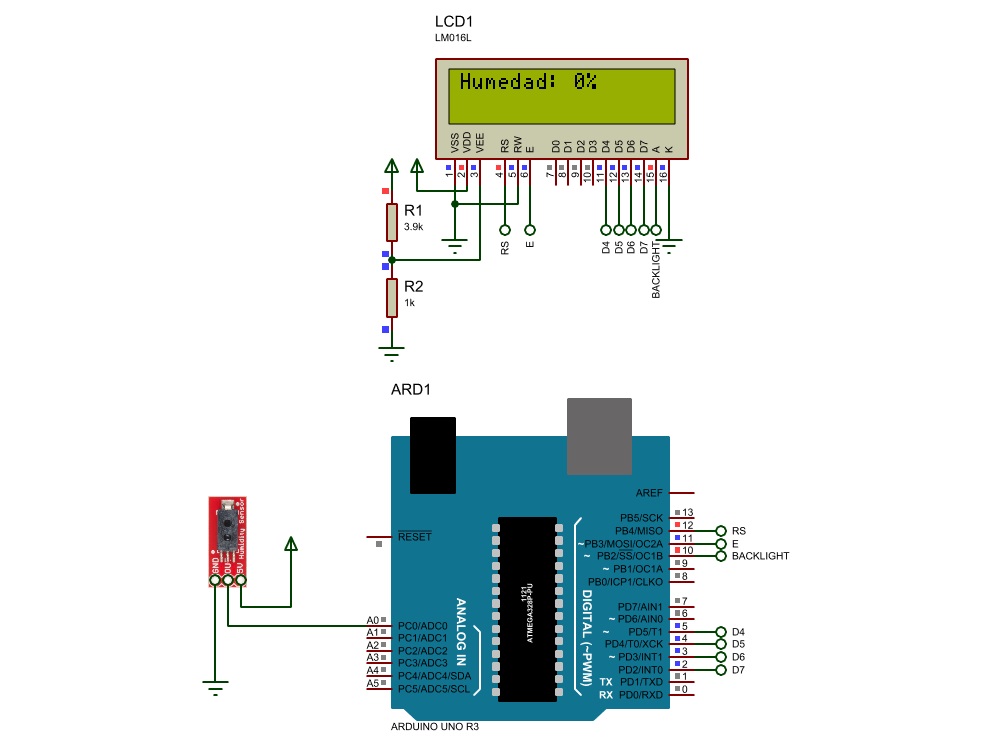 LCD1
LM016L
Humedad: 0%
VSS VDD VEE RS RW E D0 D1 D2 D3 D4 D5 D6 D7 A K
1 2 3 4 5 6 7 8 9 10 11 12 13 14 15 16
R1
3.9k
RS E D4 D5 D6 D7 BACKLIGHT
R2
1k
ARD1
AREF
RESET
PB5/SCK 13
PB4/MISO 12 RS
~PB3/MOSI/OC2A 11 E
~ PB2/SS/OC1B 10 BACKLIGHT
~ PB1/OC1A 9
PB0/ICP1/CLKO 8
PD7/AIN1 7
~ PD6/AIN0 6
~ PD5/T1 5 D4
PD4/T0/XCK 4 D5
~ PD3/INT1 3 D6
PD2/INT0 2 D7
TX PD1/TXD 1
RX PD0/RXD 0
DIGITAL (~PWM)
1121
ATMEGA328P-PU
ANALOG IN
Humidity Sensor
GND OUT 5V
A0 PC0/ADC0
A1 PC1/ADC1
A2 PC2/ADC2
A3 PC3/ADC3
A4 PC4/ADC4/SDA
A5 PC5/ADC5/SCL
ARDUINO UNO R3